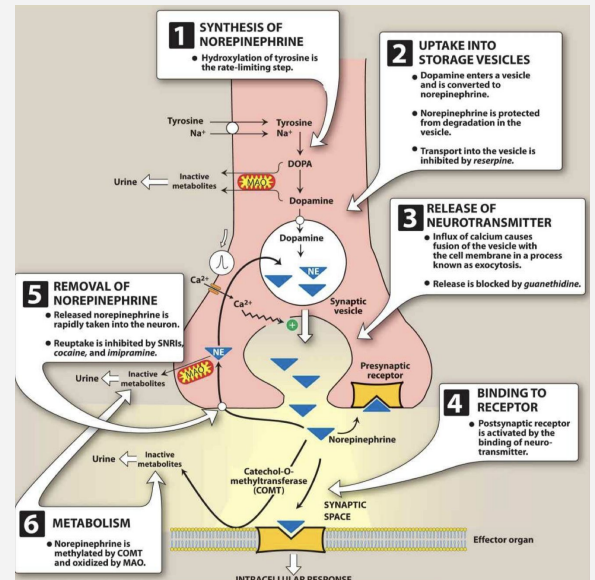 1 SYNTHESIS OF
NOREPINEPHRINE
• Hydroxylation of tyrosine is
the rate-limiting step.
2 UPTAKE INTO
STORAGE VESICLES
• Dopamine enters a vesicle
and is converted to
norepinephrine.
• Norepinephrine is protected
from degradation in the
vesicle.
• Transport into the vesicle is
inhibited by reserpine.
Tyrosine
Na+
Tyrosine
Na+
DOPA
Urine
Inactive
metabolites
MAO
Dopamine
3 RELEASE OF
NEUROTRANSMITTER
• Influx of calcium causes
fusion of the vesicle with
the cell membrane in a process
known as exocytosis.
• Release is blocked by guanethidine.
Dopamine
NE
Synaptic
vesicle
Ca2+
Ca2+
+
5 REMOVAL OF
NOREPINEPHRINE
• Released norepinephrine is
rapidly taken into the neuron.
• Reuptake is inhibited by SNRIs,
cocaine, and imipramine.
NE
MAO
Urine
Inactive
metabolites
Presynaptic
receptor
4 BINDING TO
RECEPTOR
• Postsynaptic receptor
is activated by the
binding of neuro-
transmitter.
Norepinephrine
Urine
Inactive
metabolites
Catechol-O-
methyltransferase
(COMT)
SYNAPTIC
SPACE
6 METABOLISM
• Norepinephrine is
methylated by COMT
and oxidized by MAO.
Effector organ
INTRACELLULAR RESPONSE